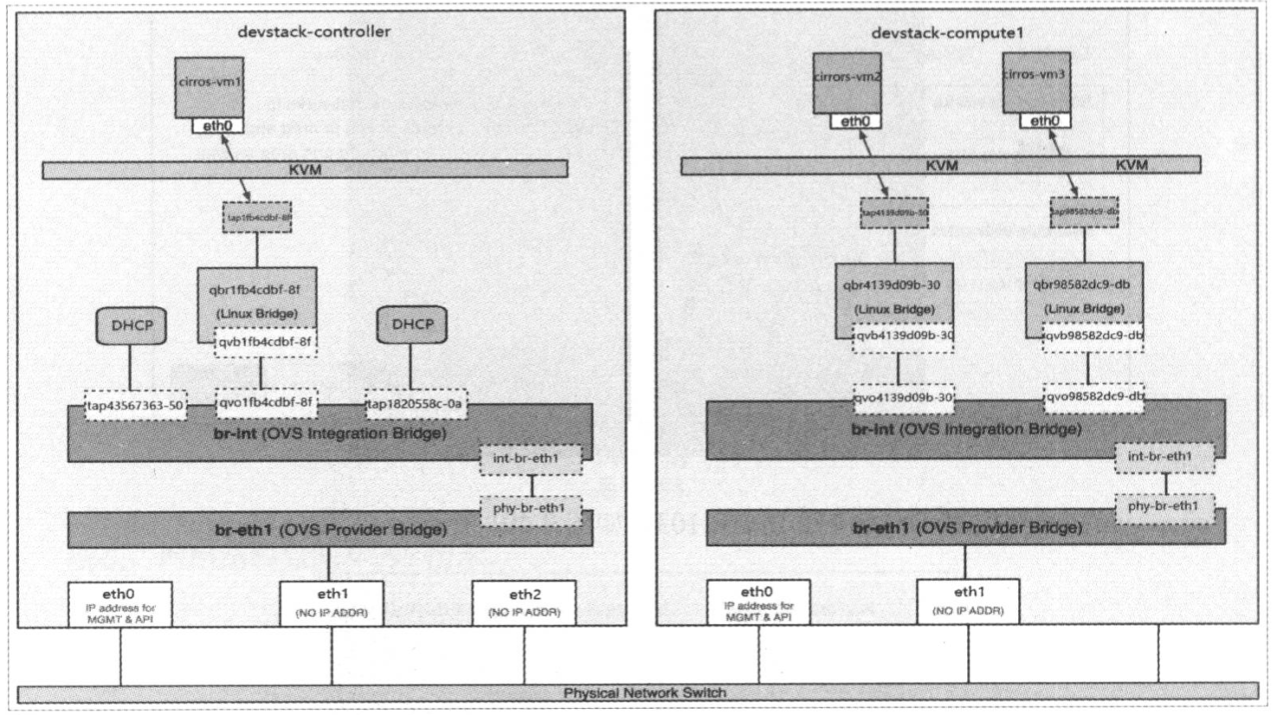 devstack-controller
cirros-vm1
eth0
KVM
tap1fb4cdbf-8f
qbr1fb4cdbf-8f
(Linux Bridge)
qvb1fb4cdbf-8f
DHCP
DHCP
tap43567363-50
qvo1fb4cdbf-8f
tap1820558c-0a
br-int (OVS Integration Bridge)
int-br-eth1
phy-br-eth1
br-eth1 (OVS Provider Bridge)
eth0
IP address for
MGMT & API
eth1
(NO IP ADDR)
eth2
(NO IP ADDR)
devstack-compute1
cirrors-vm2
cirros-vm3
eth0
eth0
KVM
KVM
tap4139d09b-30
tap98582dc9-db
qbr4139d09b-30
(Linux Bridge)
qvb4139d09b-30
qbr98582dc9-db
(Linux Bridge)
qvb98582dc9-db
qvo4139d09b-30
qvo98582dc9-db
br-int (OVS Integration Bridge)
int-br-eth1
phy-br-eth1
br-eth1 (OVS Provider Bridge)
eth0
IP address for
MGMT & API
eth1
(NO IP ADDR)
Physical Network Switch